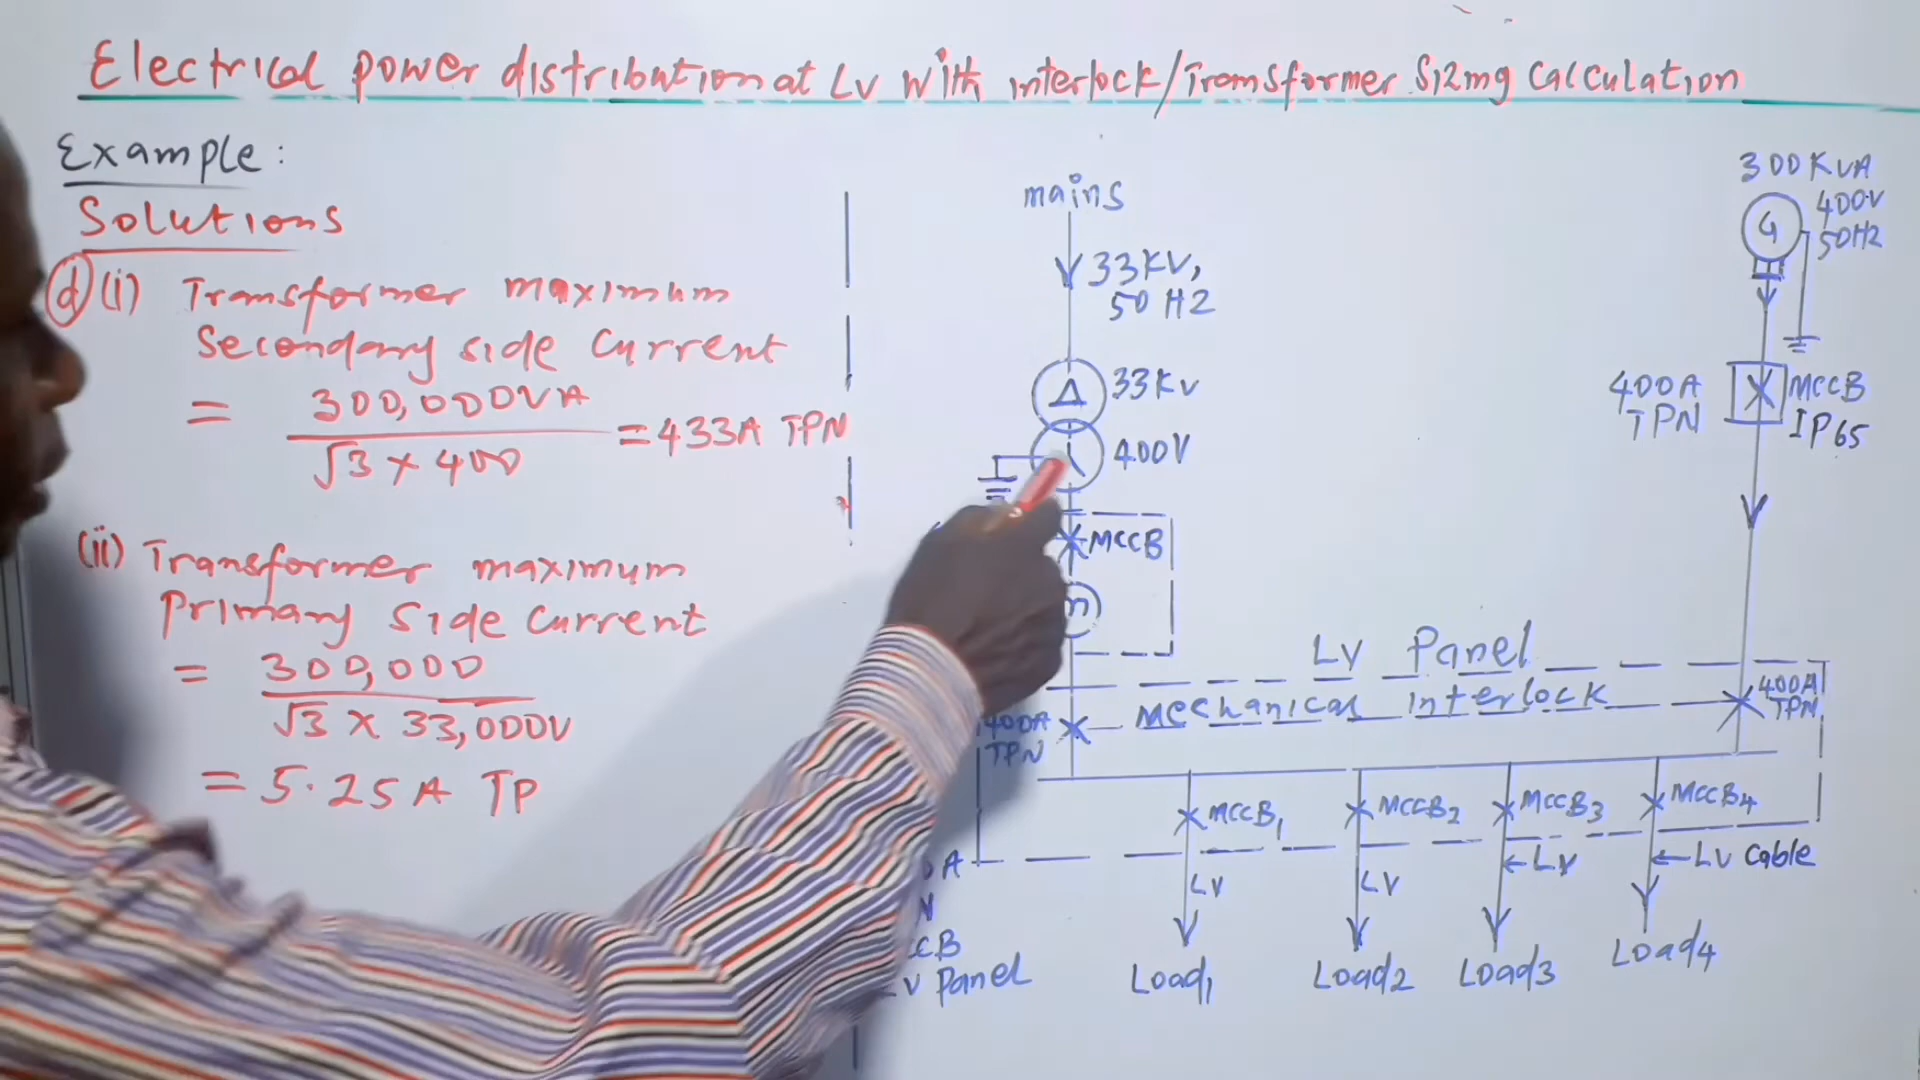 Electrical power distribution at LV With interlock/Transformer Sizing Calculation
Example:
Solutions
d (i) Transformer maximum
Secondary side Current
= 300,000VA
√3 x 400
= 433A TPN
(ii) Transformer maximum
Primary Side Current
= 300,000
√3 x 33,000V
= 5.25A TP
mains
33KV,
50HZ
Δ 33KV
400V
MCCB
m
LV Panel
Mechanical interlock
400A
TPN
300KVA
G
400V
50HZ
400A
TPN
MCCB
IP65
400A
TPN
MCCB1
MCCB2
MCCB3
MCCB4
LV
LV
←LV
←LV Cable
Load1
Load2
Load3
Load4
Panel